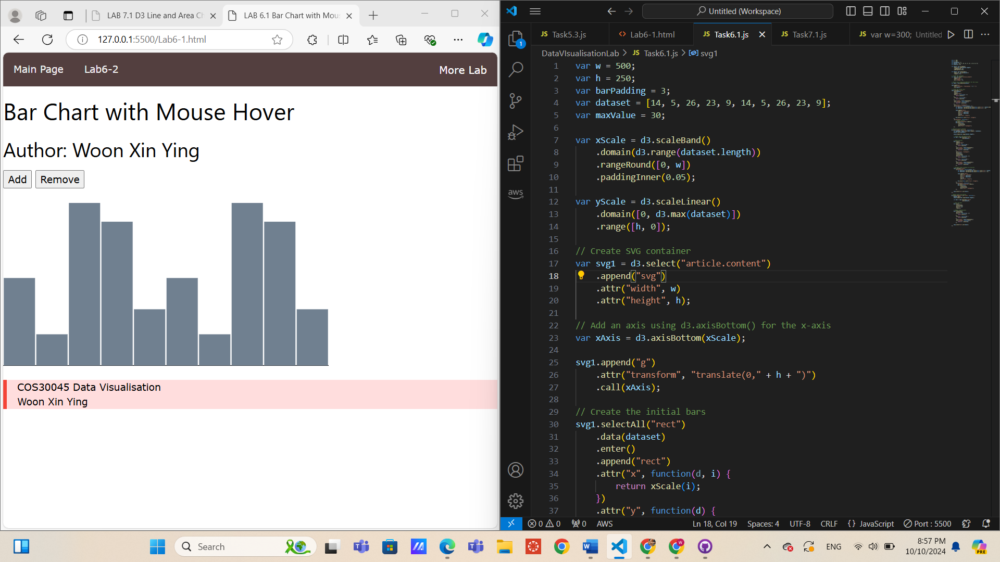 LAB 7.1 D3 Line and Area Ch
LAB 6.1 Bar Chart with Mous
127.0.0.1:5500/Lab6-1.html
Main Page
Lab6-2
More Lab
Bar Chart with Mouse Hover
Author: Woon Xin Ying
Add
Remove
COS30045 Data Visualisation
Woon Xin Ying
Untitled (Workspace)
1
aws
JS Task5.3.js
<> Lab6-1.html
JS Task6.1.js
JS Task7.1.js
JS var w=300; Untitled
DataVIsualisationLab > JS Task6.1.js > svg1
1 var w = 500;
2 var h = 250;
3 var barPadding = 3;
4 var dataset = [14, 5, 26, 23, 9, 14, 5, 26, 23, 9];
5 var maxValue = 30;
6
7 var xScale = d3.scaleBand()
8 .domain(d3.range(dataset.length))
9 .rangeRound([0, w])
10 .paddingInner(0.05);
11
12 var yScale = d3.scaleLinear()
13 .domain([0, d3.max(dataset)])
14 .range([h, 0]);
15
16 // Create SVG container
17 var svg1 = d3.select("article.content")
18 .append("svg")
19 .attr("width", w)
20 .attr("height", h);
21
22 // Add an axis using d3.axisBottom() for the x-axis
23 var xAxis = d3.axisBottom(xScale);
24
25 svg1.append("g")
26 .attr("transform", "translate(0," + h + ")")
27 .call(xAxis);
28
29 // Create the initial bars
30 svg1.selectAll("rect")
31 .data(dataset)
32 .enter()
33 .append("rect")
34 .attr("x", function(d, i) {
35 return xScale(i);
36 })
37 .attr("y", function(d) {
0 0 0 AWS
Ln 18, Col 19 Spaces: 4 UTF-8 CRLF {} JavaScript Port : 5500
Search
ENG
8:57 PM
10/10/2024
PRE